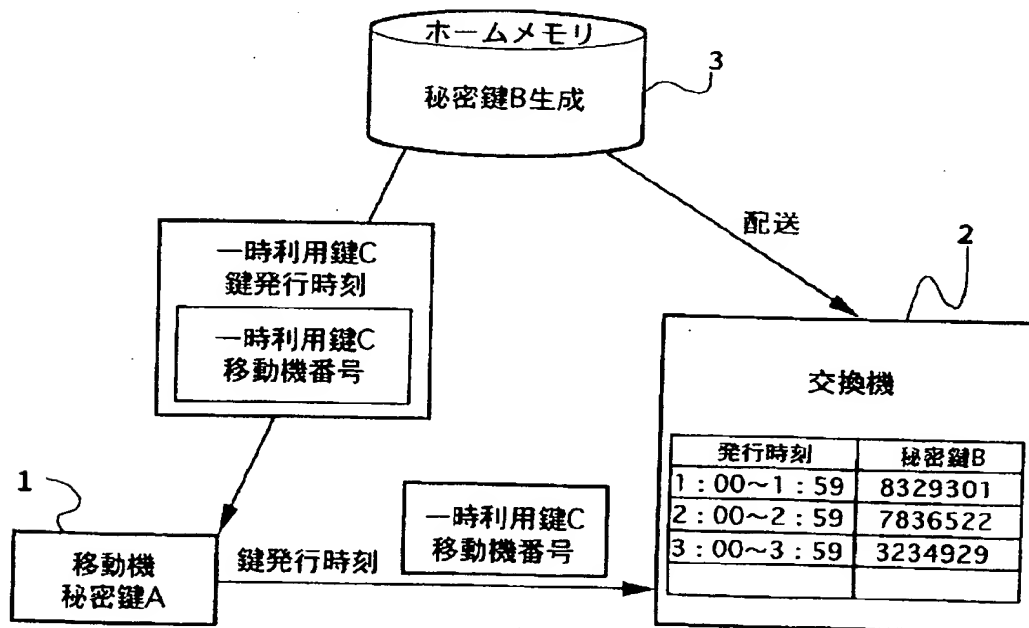 ホームメモリ
秘密鍵B生成
3
配送
2
一時利用鍵C
鍵発行時刻
一時利用鍵C
移動機番号
交換機
発行時刻 秘密鍵B
1：00～1：59 8329301
2：00～2：59 7836522
3：00～3：59 3234929
1
移動機
秘密鍵A
鍵発行時刻
一時利用鍵C
移動機番号